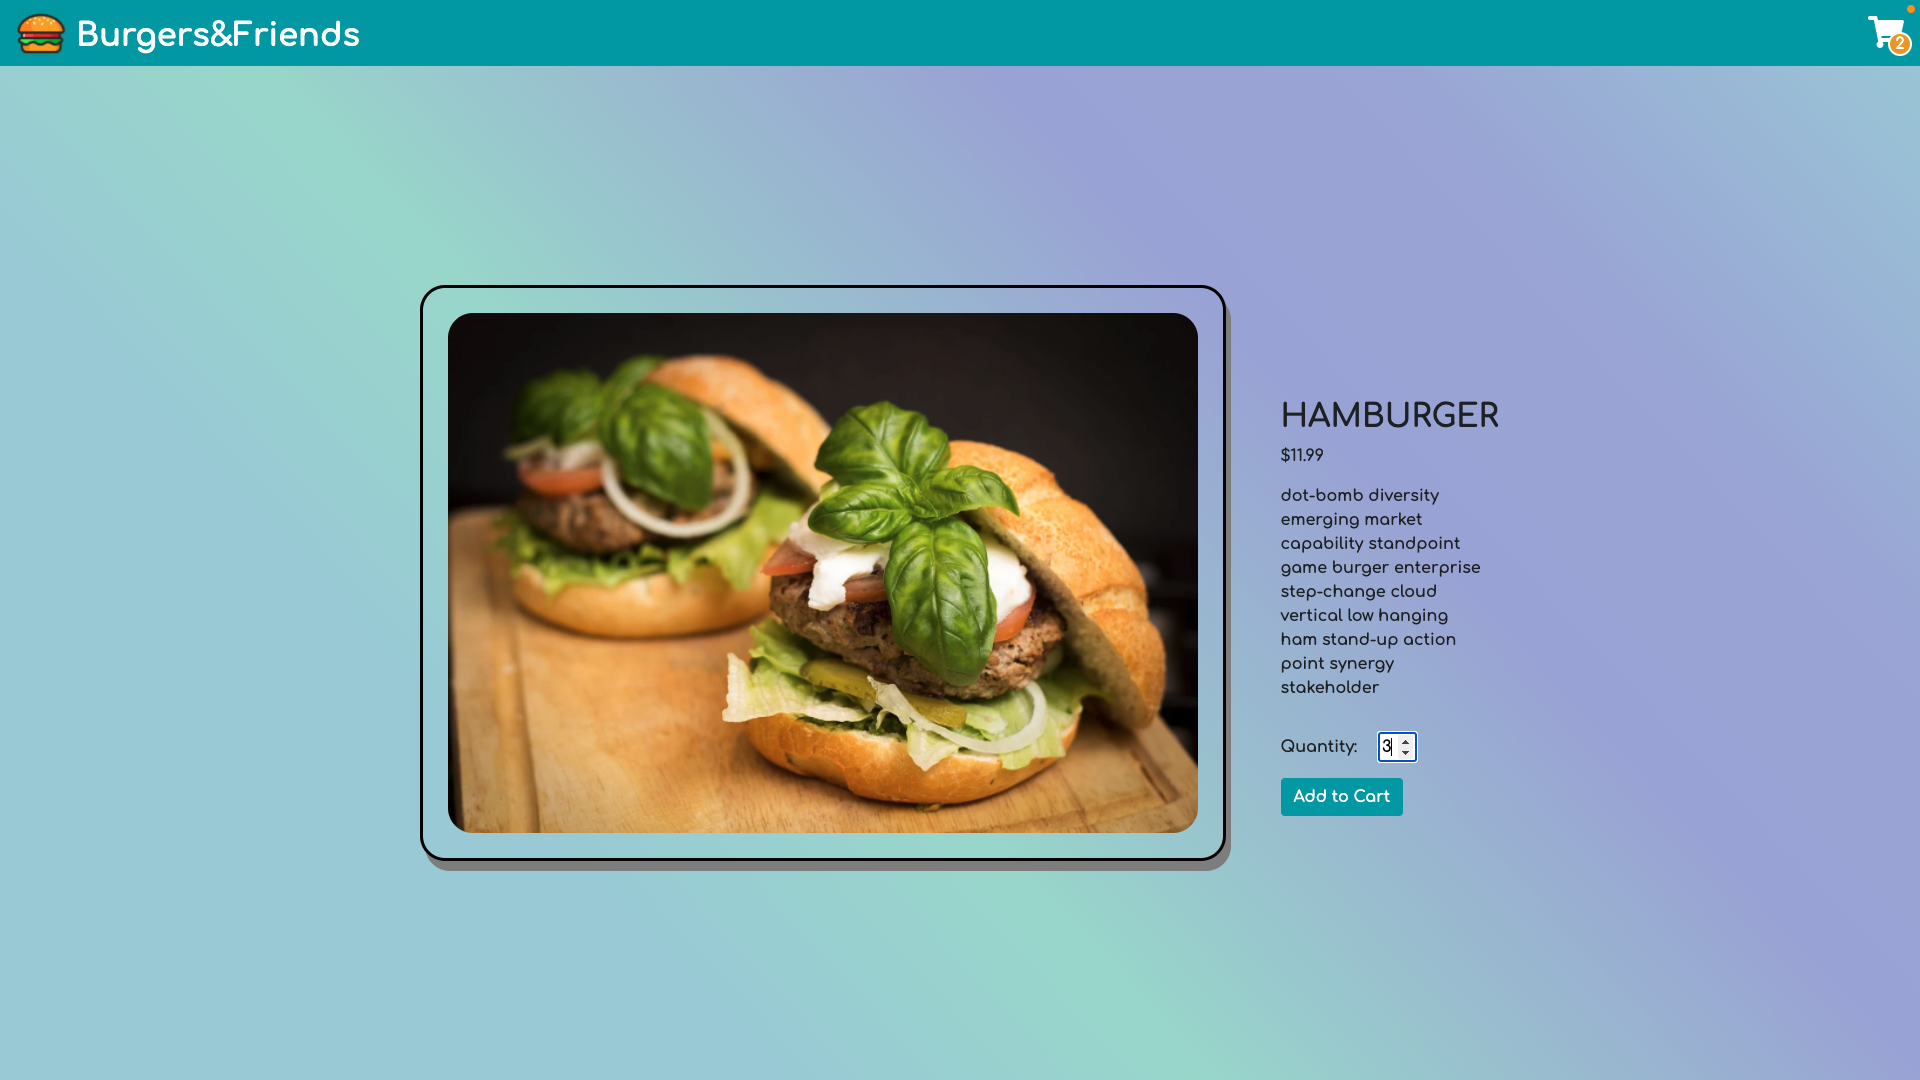 Burgers&Friends
2
HAMBURGER
$11.99
dot-bomb diversity
emerging market
capability standpoint
game burger enterprise
step-change cloud
vertical low hanging
ham stand-up action
point synergy
stakeholder
Quantity: 3
Add to Cart